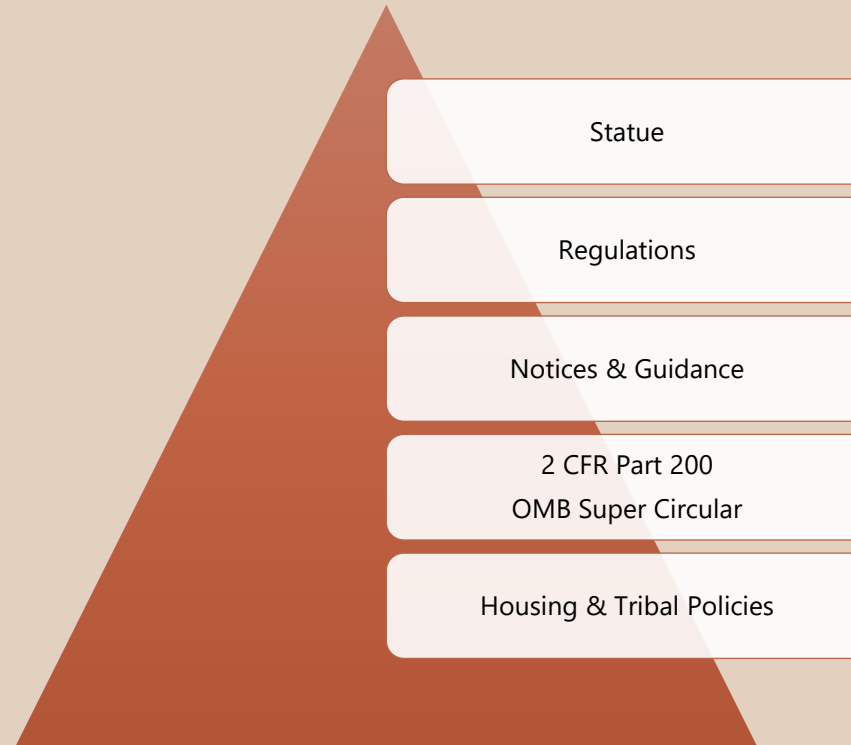 Statue
Regulations
Notices & Guidance
2 CFR Part 200
OMB Super Circular
Housing & Tribal Policies